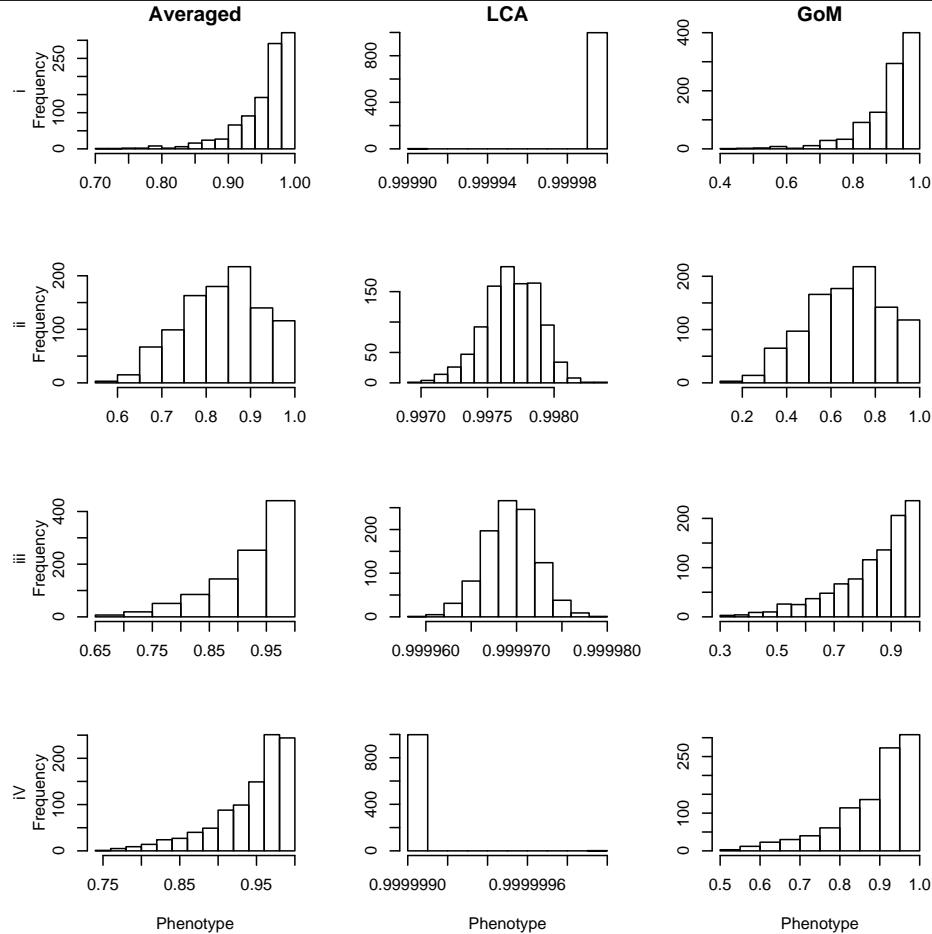 Averaged LCA GoM
i
Frequency
0 100 250
0.70 0.80 0.90 1.00
0 400 800
0.99990 0.99994 0.99998
0 200 400
0.4 0.6 0.8 1.0
ii
Frequency
0 100 200
0.6 0.7 0.8 0.9 1.0
0 50 150
0.9970 0.9975 0.9980
0 100 200
0.2 0.4 0.6 0.8 1.0
iii
Frequency
0 200 400
0.65 0.75 0.85 0.95
0 100 200
0.999960 0.999970 0.999980
0 100 200
0.3 0.5 0.7 0.9
iV
Frequency
0 100 200
0.75 0.85 0.95
0 400 800
0.9999990 0.9999996
0 100 250
0.5 0.6 0.7 0.8 0.9 1.0
Phenotype Phenotype Phenotype